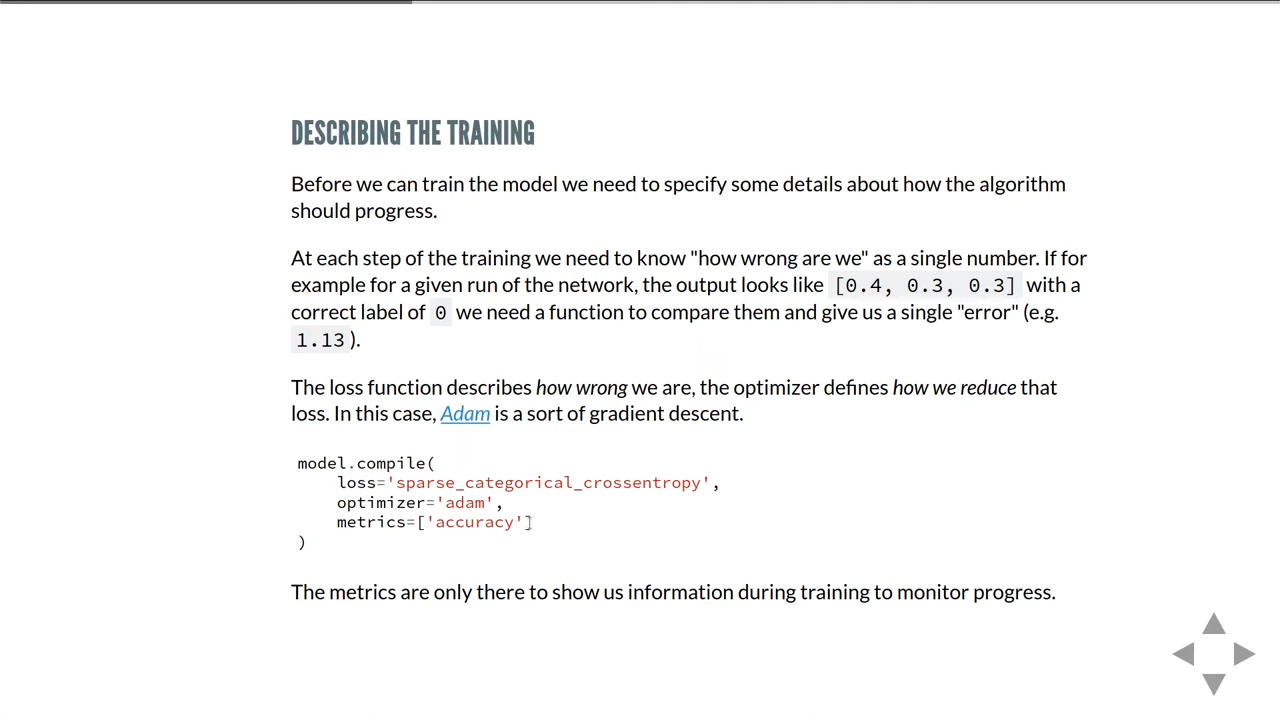 DESCRIBING THE TRAINING
Before we can train the model we need to specify some details about how the algorithm
should progress.
At each step of the training we need to know "how wrong are we" as a single number. If for
example for a given run of the network, the output looks like [0.4, 0.3, 0.3] with a
correct label of 0 we need a function to compare them and give us a single "error" (e.g.
1.13).
The loss function describes how wrong we are, the optimizer defines how we reduce that
loss. In this case, Adam is a sort of gradient descent.
model.compile(
    loss='sparse_categorical_crossentropy',
    optimizer='adam',
    metrics=['accuracy']
)
The metrics are only there to show us information during training to monitor progress.